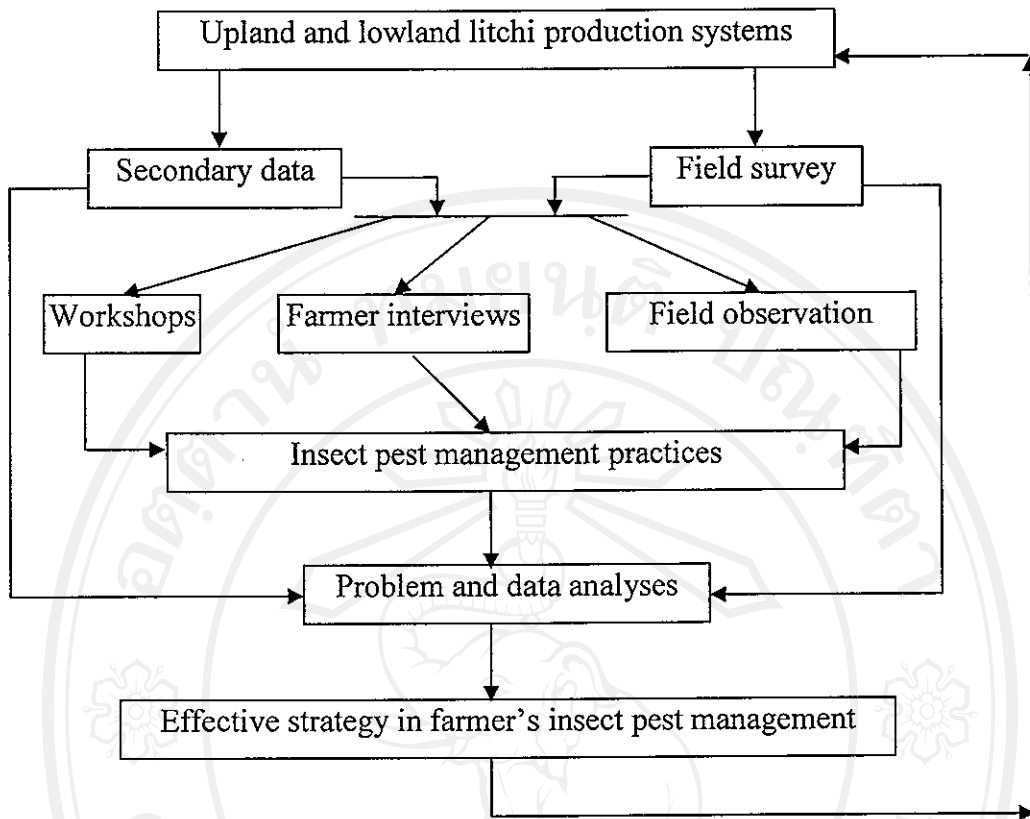 Upland and lowland litchi production systems
Secondary data
Field survey
Workshops
Farmer interviews
Field observation
Insect pest management practices
Problem and data analyses
Effective strategy in farmer's insect pest management